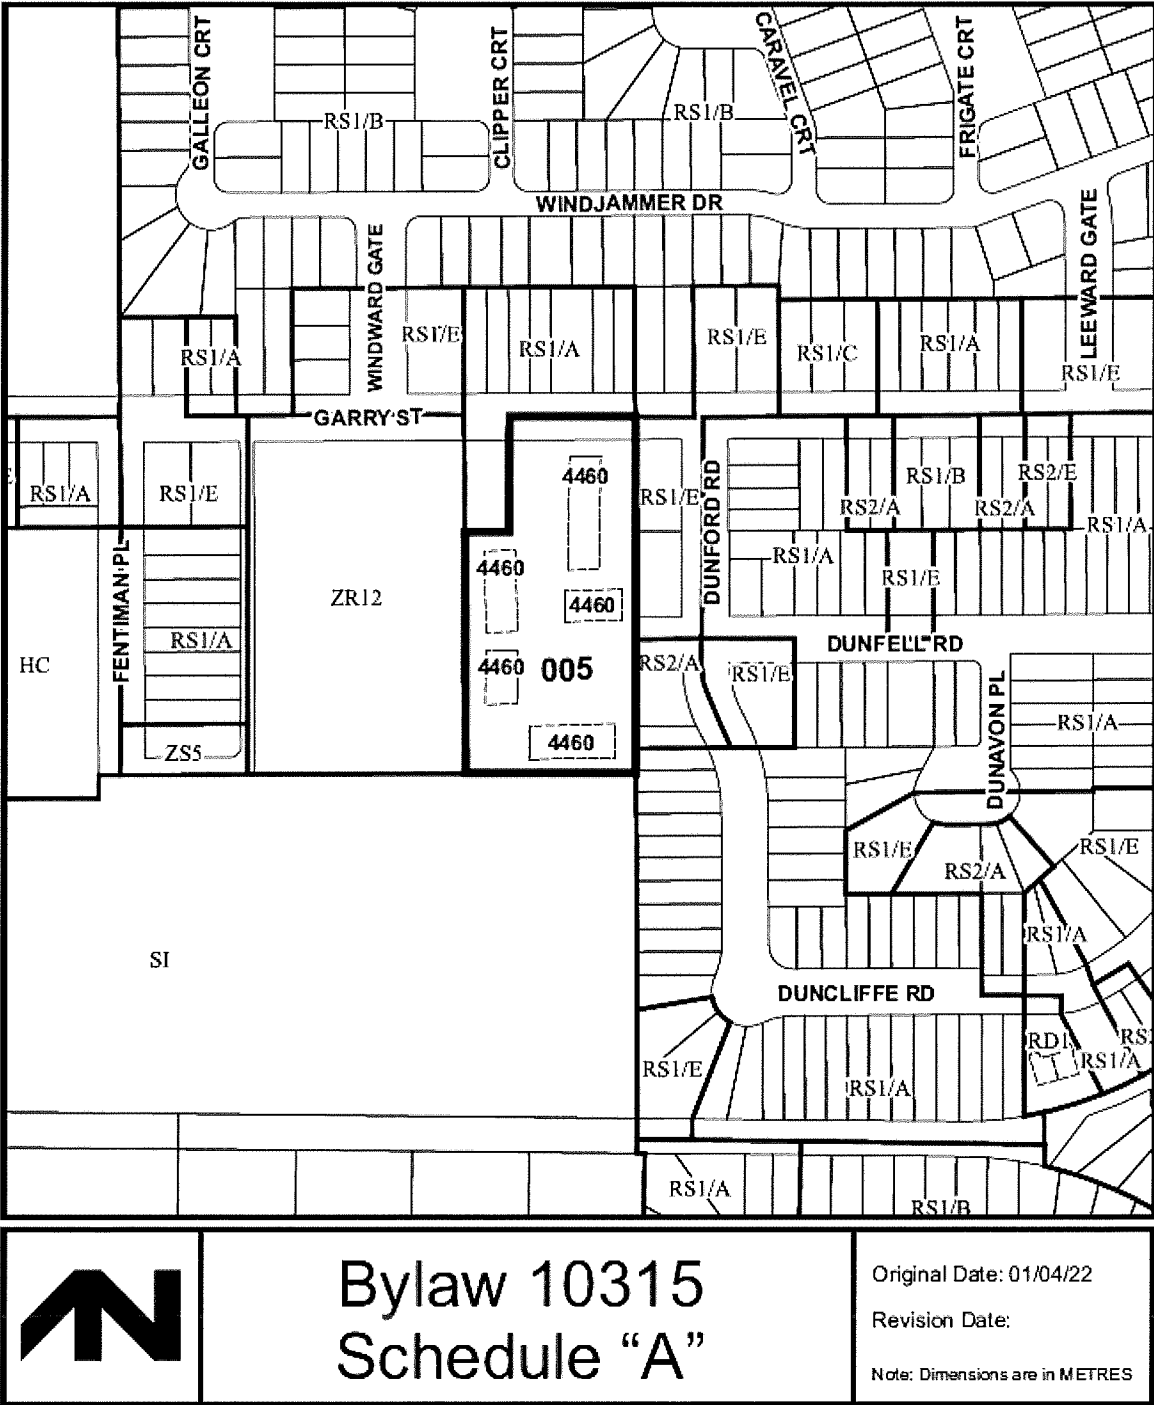 GALLEON CRT
CLIPPER CRT
CARAVEL CRT
FRIGATE CRT
RS1/B
RS1/B
WINDJAMMER DR
WINDWARD GATE
LEEWARD GATE
RS1/A
RS1/E
RS1/A
RS1/E
RS1/C
RS1/A
RS1/E
GARRY ST
RS1/A
RS1/E
4460
RS1/E
DUNFORD RD
RS2/A
RS1/B
RS2/A
RS2/E
RS1/A
FENTIMAN PL
ZR12
4460
4460
RS1/A
RS1/E
HC
RS1/A
4460
005
RS2/A
RS1/E
DUNFELL RD
DUNAVON PL
RS1/A
ZS5
4460
RS1/E
RS2/A
RS1/E
RS1/A
SI
DUNCLIFFE RD
RS1/E
RS1/A
RD1
RS1/A
RS1/A
RS1/B
Bylaw 10315
Schedule “A”
Original Date: 01/04/22
Revision Date:
Note: Dimensions are in METRES